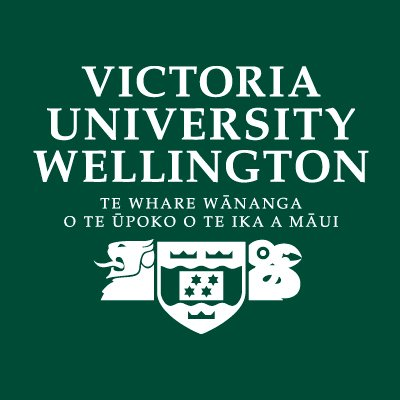 VICTORIA
UNIVERSITY
WELLINGTON
TE WHARE WĀNANGA
O TE ŪPOKO O TE IKA A MĀUI